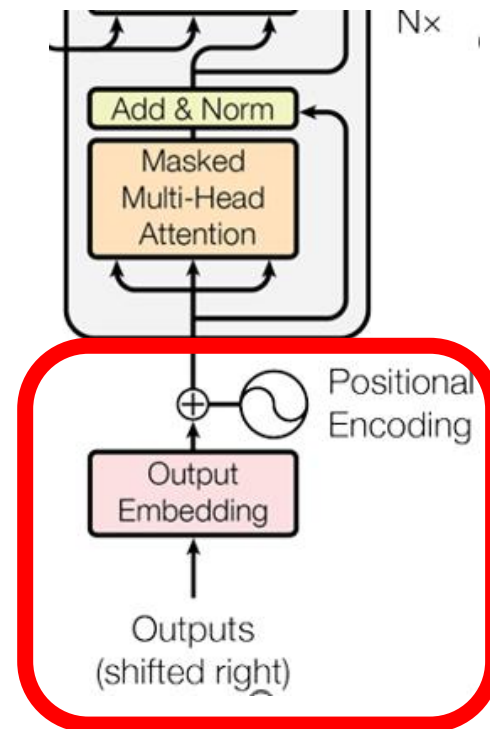 N×
Add & Norm
Masked
Multi-Head
Attention
Positional
Encoding
Output
Embedding
Outputs
(shifted right)